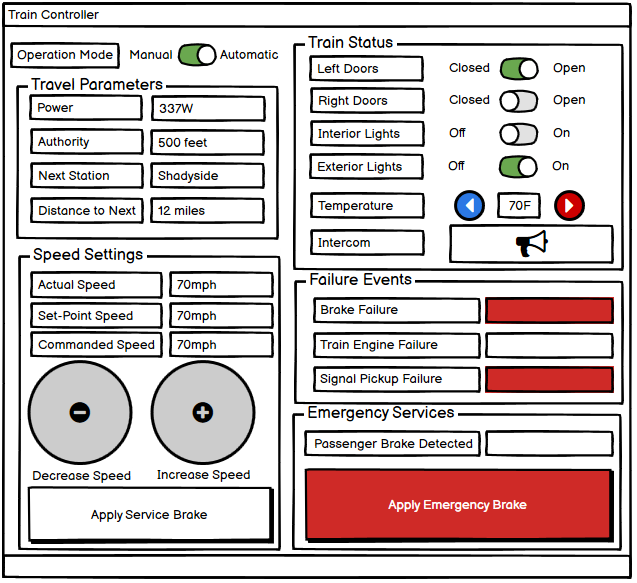 Train Controller
Operation Mode Manual Automatic
Travel Parameters
Power 337W
Authority 500 feet
Next Station Shadyside
Distance to Next 12 miles
Speed Settings
Actual Speed 70mph
Set-Point Speed 70mph
Commanded Speed 70mph
Decrease Speed Increase Speed
Apply Service Brake
Train Status
Left Doors Closed Open
Right Doors Closed Open
Interior Lights Off On
Exterior Lights Off On
Temperature 70F
Intercom
Failure Events
Brake Failure
Train Engine Failure
Signal Pickup Failure
Emergency Services
Passenger Brake Detected
Apply Emergency Brake